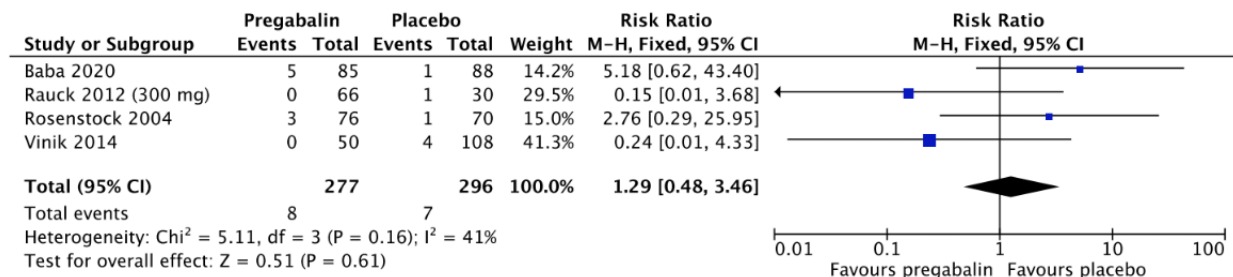 Pregabalin Placebo Risk Ratio Risk Ratio
Study or Subgroup Events Total Events Total Weight M-H, Fixed, 95% CI M-H, Fixed, 95% CI
Baba 2020 5 85 1 88 14.2% 5.18 [0.62, 43.40]
Rauck 2012 (300 mg) 0 66 1 30 29.5% 0.15 [0.01, 3.68]
Rosenstock 2004 3 76 1 70 15.0% 2.76 [0.29, 25.95]
Vinik 2014 0 50 4 108 41.3% 0.24 [0.01, 4.33]
Total (95% CI) 277 296 100.0% 1.29 [0.48, 3.46]
Total events 8 7
Heterogeneity: Chi² = 5.11, df = 3 (P = 0.16); I² = 41%
Test for overall effect: Z = 0.51 (P = 0.61)
0.01 0.1 1 10 100
Favours pregabalin Favours placebo